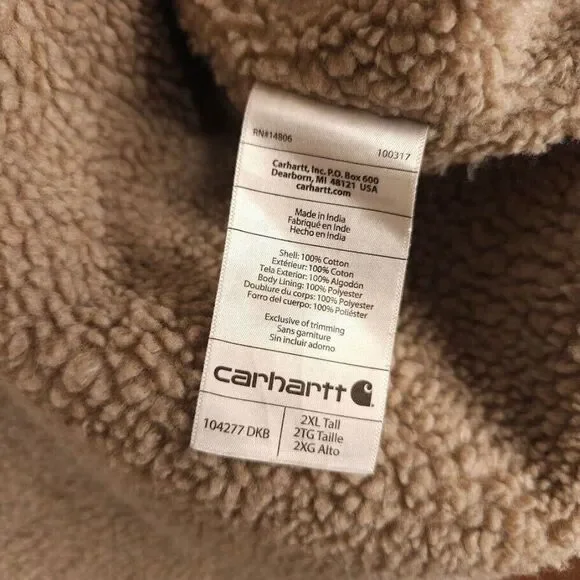 RN#14806
100317
Carhartt, Inc. P.O. Box 600
Dearborn, MI 48121 USA
carhartt.com
Made in India
Fabriqué en Inde
Hecho en India
Shell: 100% Cotton
Extérieur: 100% Coton
Tela Exterior: 100% Algodón
Body Lining: 100% Polyester
Doublure du corps: 100% Polyester
Forro del cuerpo: 100% Poliéster
Exclusive of trimming
Sans garniture
Sin incluir adorno
carhartt
104277 DKB
2XL Tall
2TG Taille
2XG Alto